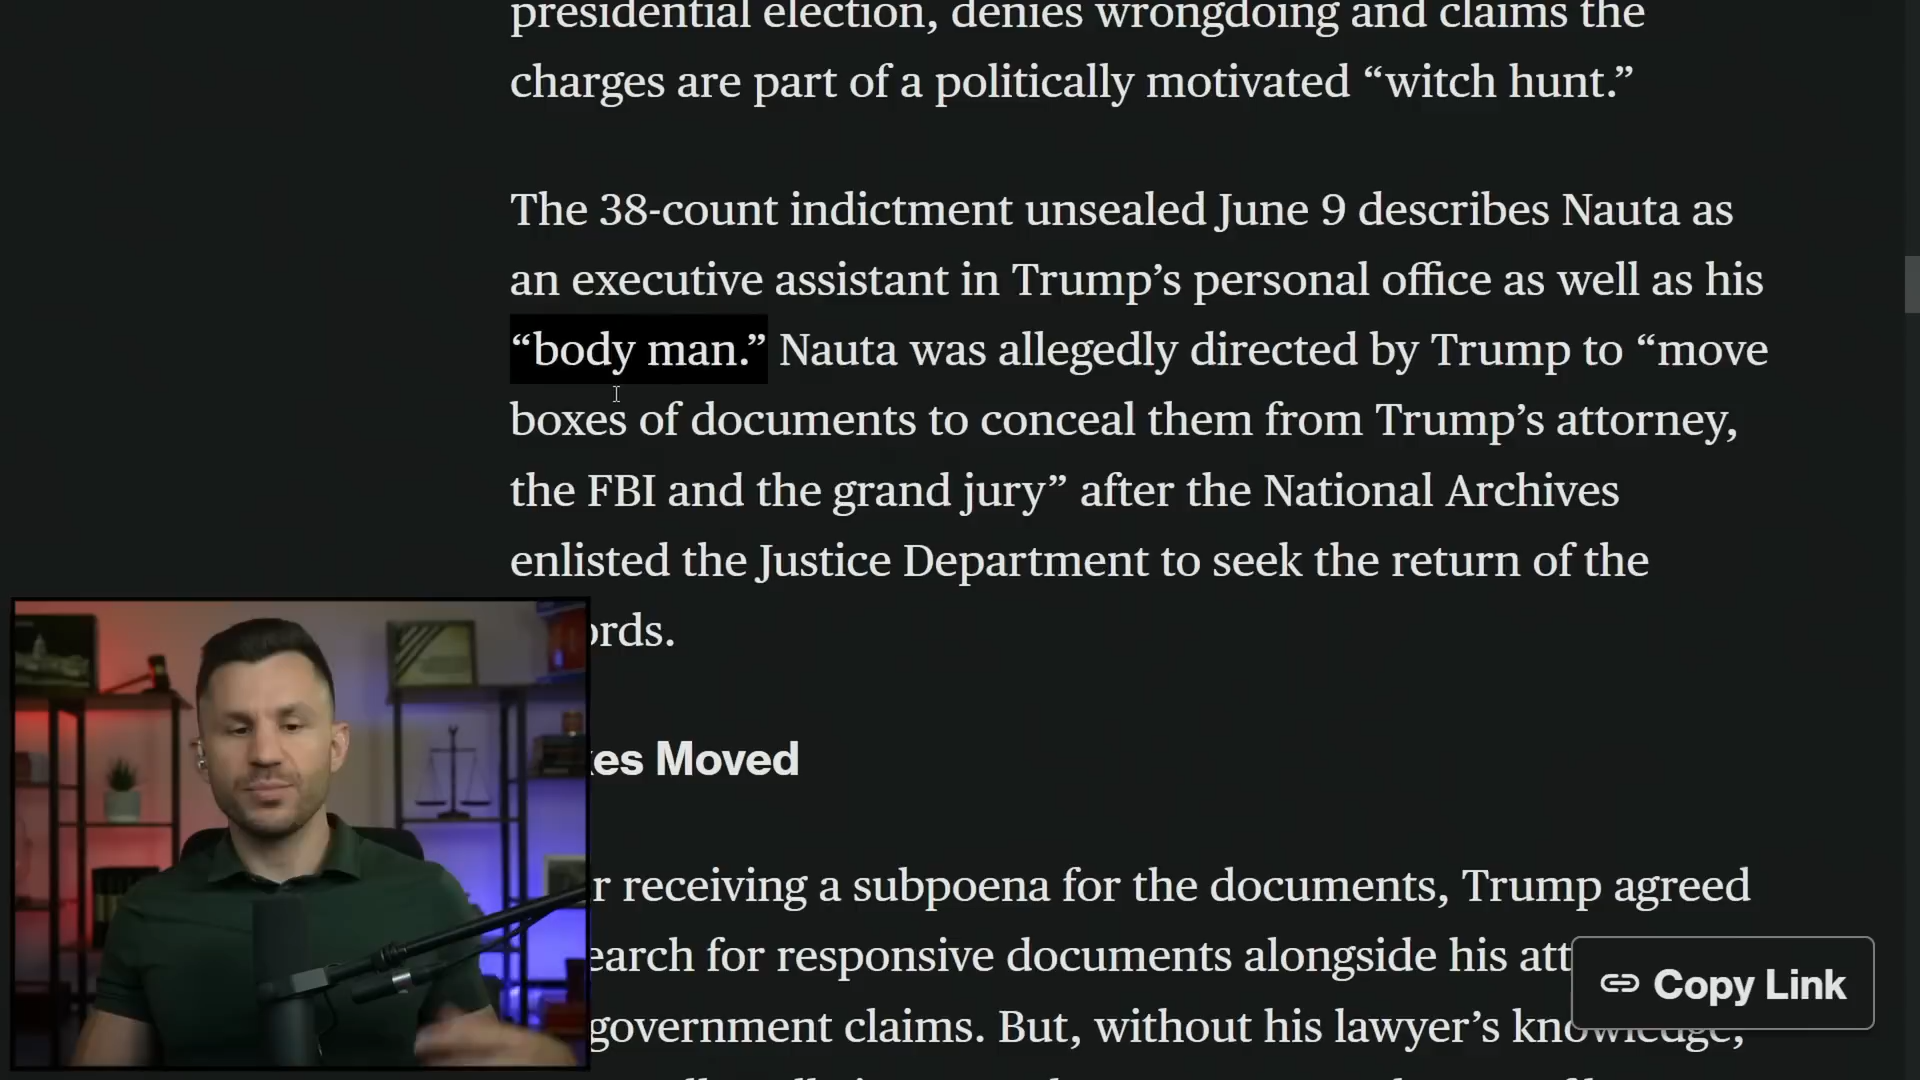 presidential election, denies wrongdoing and claims the
charges are part of a politically motivated “witch hunt.”
The 38-count indictment unsealed June 9 describes Nauta as
an executive assistant in Trump’s personal office as well as his
“body man.” Nauta was allegedly directed by Trump to “move
boxes of documents to conceal them from Trump’s attorney,
the FBI and the grand jury” after the National Archives
enlisted the Justice Department to seek the return of the
ords.
es Moved
r receiving a subpoena for the documents, Trump agreed
earch for responsive documents alongside his att
government claims. But, without his lawyer’s knowledge,
Copy Link